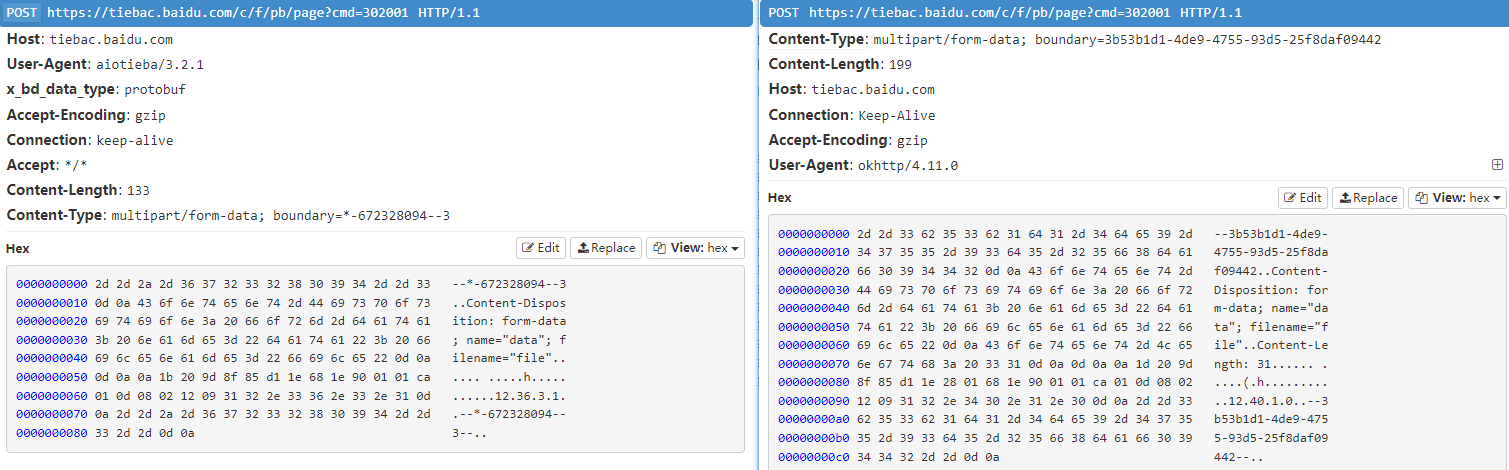 POST https://tiebac.baidu.com/c/f/pb/page?cmd=302001 HTTP/1.1
Host: tiebac.baidu.com
User-Agent: aiotieba/3.2.1
x_bd_data_type: protobuf
Accept-Encoding: gzip
Connection: keep-alive
Accept: */*
Content-Length: 133
Content-Type: multipart/form-data; boundary=*-672328094--3
Hex
Edit Replace View: hex
0000000000 2d 2d 2a 2d 36 37 32 33 32 38 30 39 34 2d 2d 33 --*-672328094--3
0000000010 0d 0a 43 6f 6e 74 65 6e 74 2d 44 69 73 70 6f 73 ..Content-Dispos
0000000020 69 74 69 6f 6e 3a 20 66 6f 72 6d 2d 64 61 74 61 ition: form-data
0000000030 3b 20 6e 61 6d 65 3d 22 64 61 74 61 22 3b 20 66 ; name="data"; f
0000000040 69 6c 65 6e 61 6d 65 3d 22 66 69 6c 65 22 0d 0a ilename="file"..
0000000050 0d 0a 0a 1b 20 9d 8f 85 d1 1e 68 1e 90 01 01 ca .... .....h.....
0000000060 01 0d 08 02 12 09 31 32 2e 33 36 2e 33 2e 31 0d ......12.36.3.1.
0000000070 0a 2d 2d 2a 2d 36 37 32 33 32 38 30 39 34 2d 2d .--*-672328094--
0000000080 33 2d 2d 0d 0a 3--..
POST https://tiebac.baidu.com/c/f/pb/page?cmd=302001 HTTP/1.1
Content-Type: multipart/form-data; boundary=3b53b1d1-4de9-4755-93d5-25f8daf09442
Content-Length: 199
Host: tiebac.baidu.com
Connection: Keep-Alive
Accept-Encoding: gzip
User-Agent: okhttp/4.11.0
Hex
Edit Replace View: hex
0000000000 2d 2d 33 62 35 33 62 31 64 31 2d 34 64 65 39 2d --3b53b1d1-4de9-
0000000010 34 37 35 35 2d 39 33 64 35 2d 32 35 66 38 64 61 4755-93d5-25f8da
0000000020 66 30 39 34 34 32 0d 0a 43 6f 6e 74 65 6e 74 2d f09442..Content-
0000000030 44 69 73 70 6f 73 69 74 69 6f 6e 3a 20 66 6f 72 Disposition: for
0000000040 6d 2d 64 61 74 61 3b 20 6e 61 6d 65 3d 22 64 61 m-data; name="da
0000000050 74 61 22 3b 20 66 69 6c 65 6e 61 6d 65 3d 22 66 ta"; filename="f
0000000060 69 6c 65 22 0d 0a 43 6f 6e 74 65 6e 74 2d 4c 65 ile"..Content-Le
0000000070 6e 67 74 68 3a 20 33 31 0d 0a 0d 0a 0a 1d 20 9d ngth: 31...... .
0000000080 8f 85 d1 1e 28 01 68 1e 90 01 01 ca 01 0d 08 02 ....(.h.........
0000000090 12 09 31 32 2e 34 30 2e 31 2e 30 0d 0a 2d 2d 33 ..12.40.1.0..--3
00000000a0 62 35 33 62 31 64 31 2d 34 64 65 39 2d 34 37 35 b53b1d1-4de9-475
00000000b0 35 2d 39 33 64 35 2d 32 35 66 38 64 61 66 30 39 5-93d5-25f8daf09
00000000c0 34 34 32 2d 2d 0d 0a 442--..